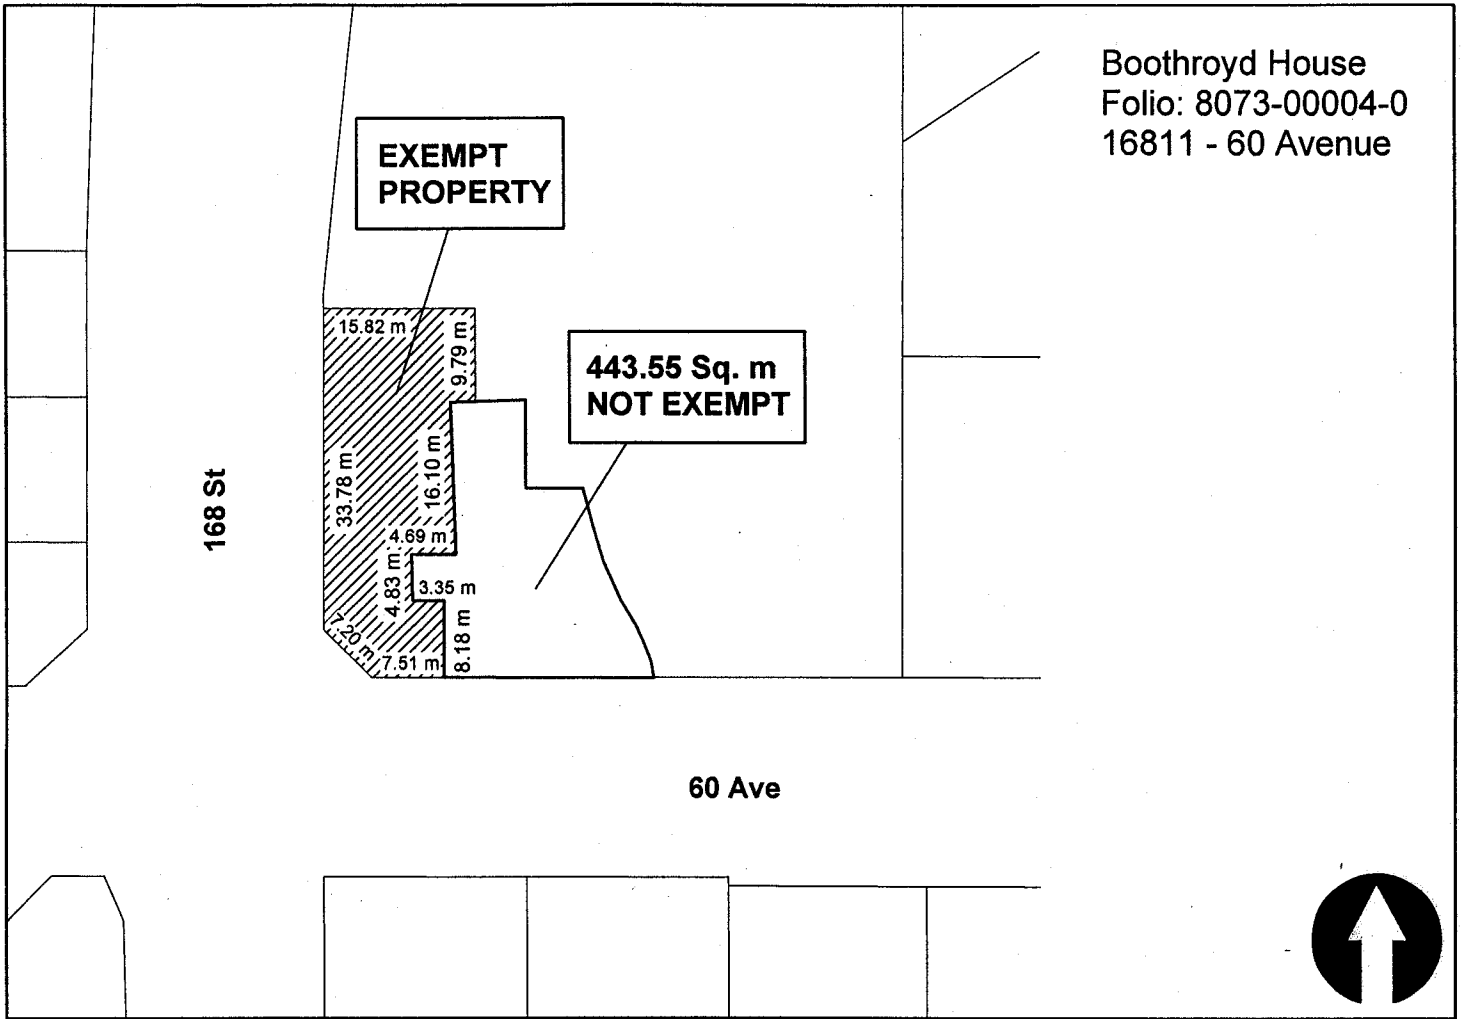 Boothroyd House
Folio: 8073-00004-0
16811 - 60 Avenue
EXEMPT
PROPERTY
15.82 m
9.79 m
443.55 Sq. m
NOT EXEMPT
168 St
33.78 m
16.10 m
4.69 m
4.83 m
3.35 m
7.20 m
7.51 m
8.18 m
60 Ave